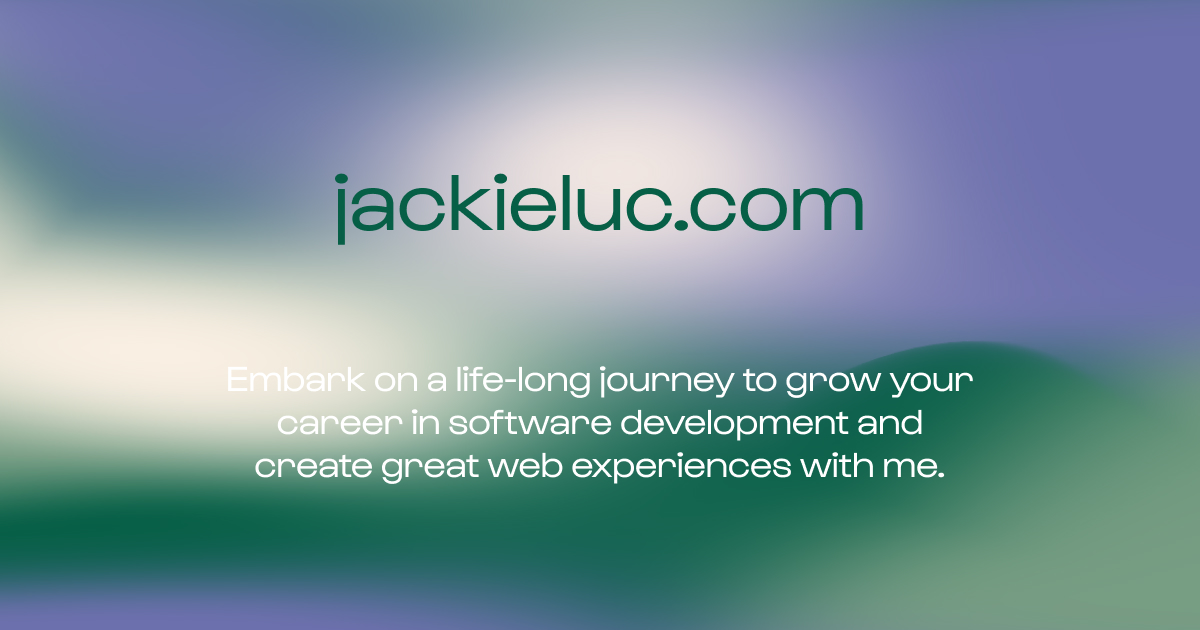 jackieluc.com
Embark on a life-long journey to grow your
career in software development and
create great web experiences with me.